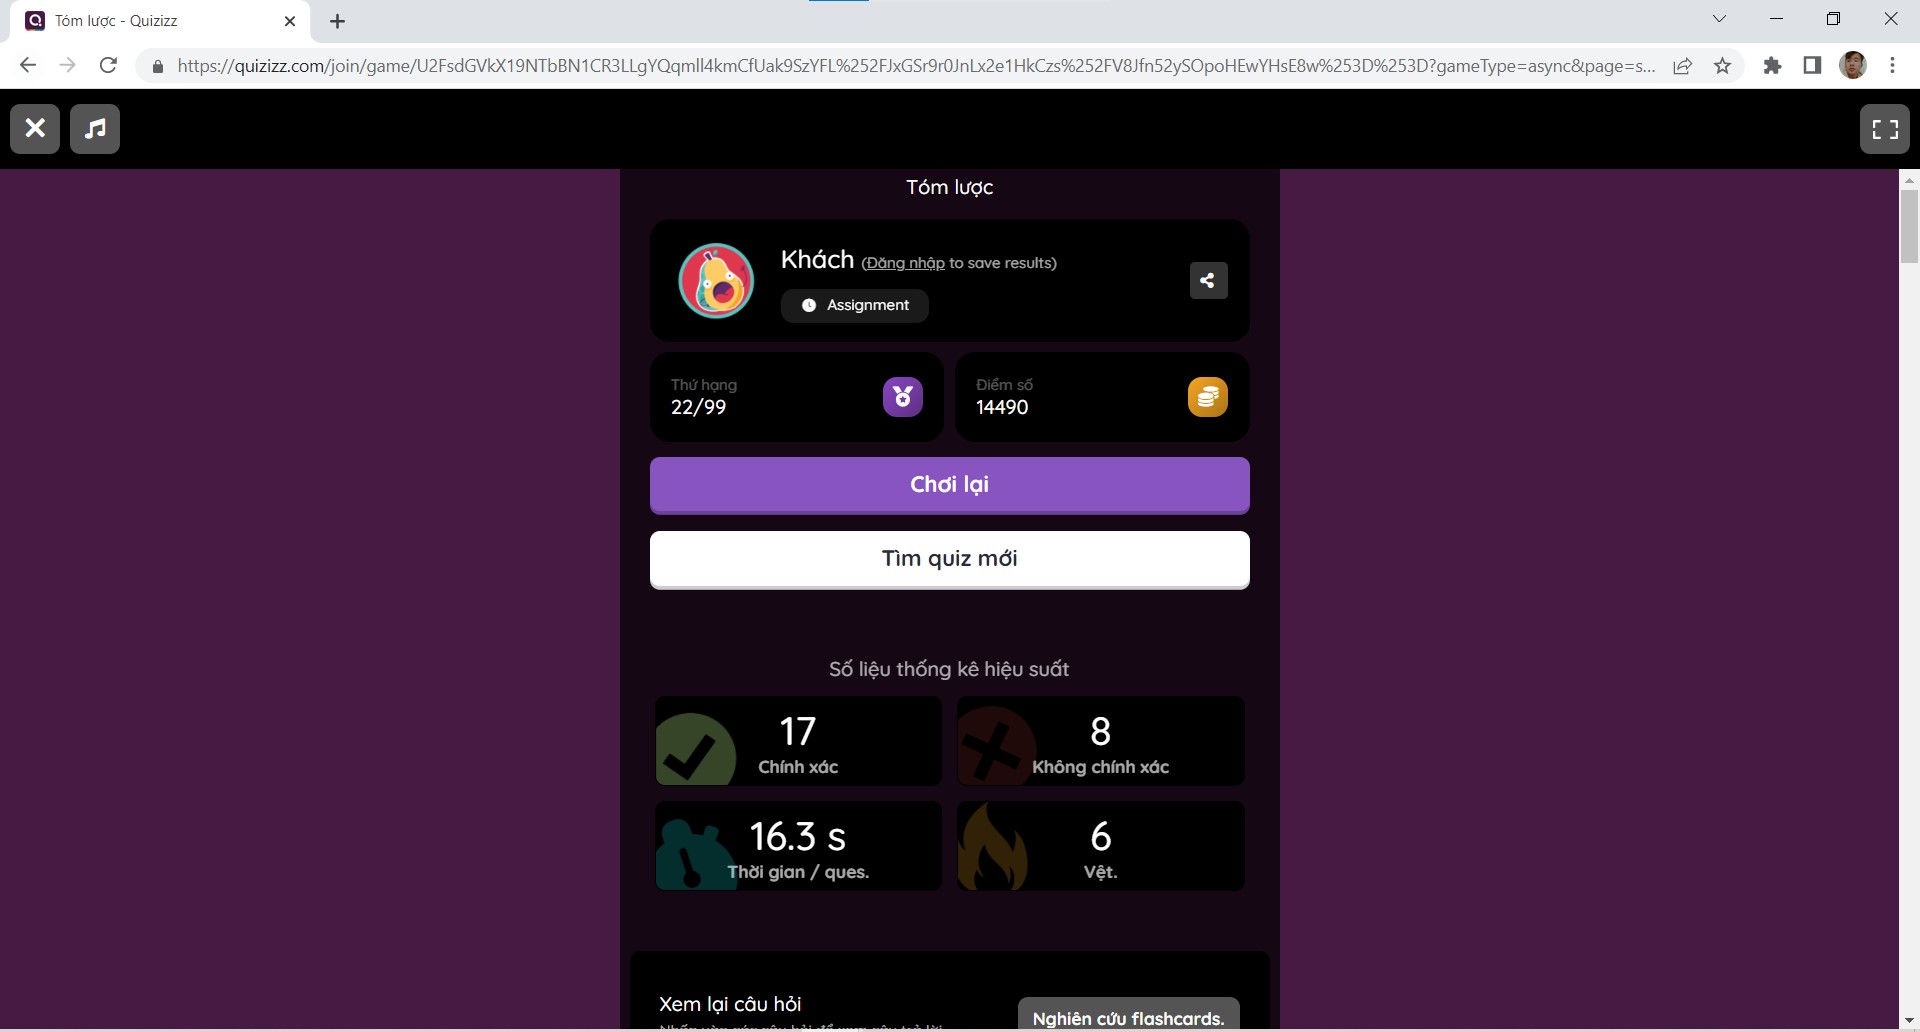 Tóm lược - Quizizz
https://quizizz.com/join/game/U2FsdGVkX19NTbBN1CR3LLgYQqmll4kmCfUak9SzYFL%252FJxGSr9r0JnLx2e1HkCzs%252FV8Jfn52ySOpoHEwYHsE8w%253D%253D?gameType=async&page=s...
Tóm lược
Khách (Đăng nhập to save results)
Assignment
Thứ hạng
22/99
Điểm số
14490
Chơi lại
Tìm quiz mới
Số liệu thống kê hiệu suất
17
Chính xác
8
Không chính xác
16.3 s
Thời gian / ques.
6
Vệt.
Xem lại câu hỏi
Nghiên cứu flashcards.